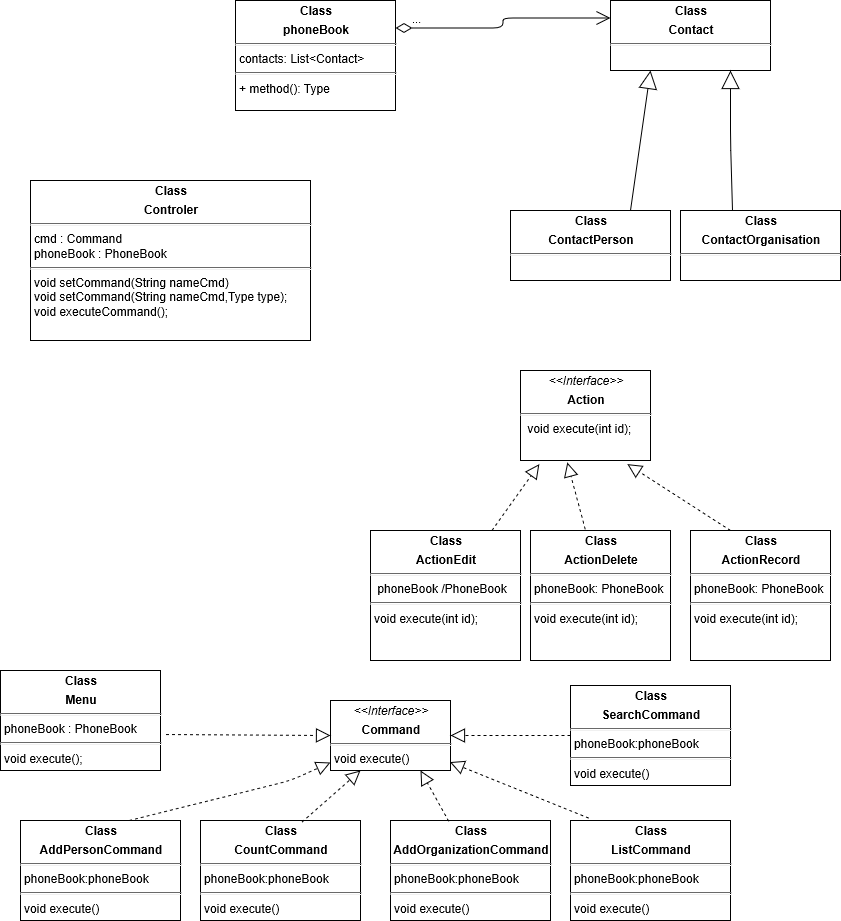 Class
phoneBook
contacts: List<Contact>
+ method(): Type
...
Class
Contact
Class
Controler
cmd : Command
phoneBook : PhoneBook
void setCommand(String nameCmd)
void setCommand(String nameCmd,Type type);
void executeCommand();
Class
ContactPerson
Class
ContactOrganisation
<<Interface>>
Action
void execute(int id);
Class
ActionEdit
phoneBook /PhoneBook
void execute(int id);
Class
ActionDelete
phoneBook: PhoneBook
void execute(int id);
Class
ActionRecord
phoneBook: PhoneBook
void execute(int id);
Class
Menu
phoneBook : PhoneBook
void execute();
<<Interface>>
Command
void execute()
Class
SearchCommand
phoneBook:phoneBook
void execute()
Class
AddPersonCommand
phoneBook:phoneBook
void execute()
Class
CountCommand
phoneBook:phoneBook
void execute()
Class
AddOrganizationCommand
phoneBook:phoneBook
void execute()
Class
ListCommand
phoneBook:phoneBook
void execute()